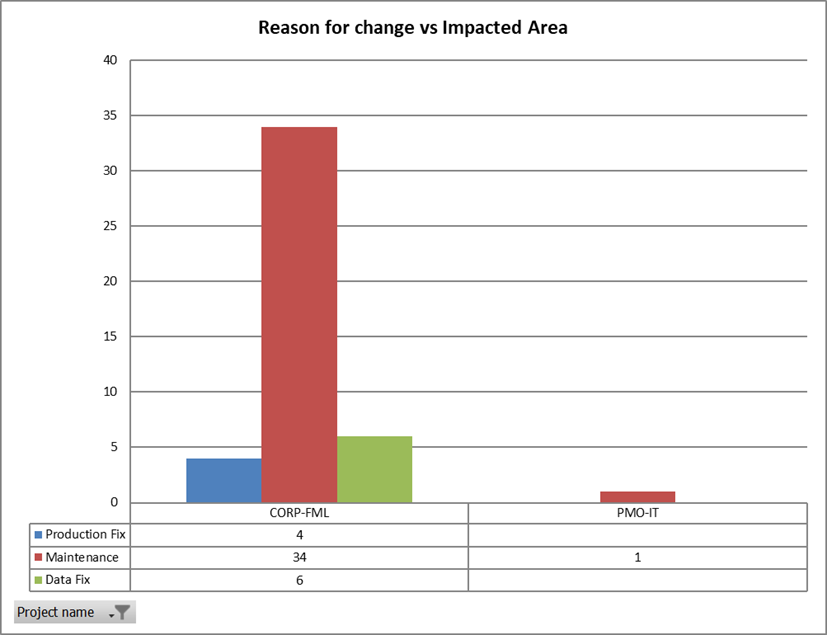 Reason for change vs Impacted Area
40
35
30
25
20
15
10
5
0
CORP-FML PMO-IT
Production Fix 4
Maintenance 34 1
Data Fix 6
Project name